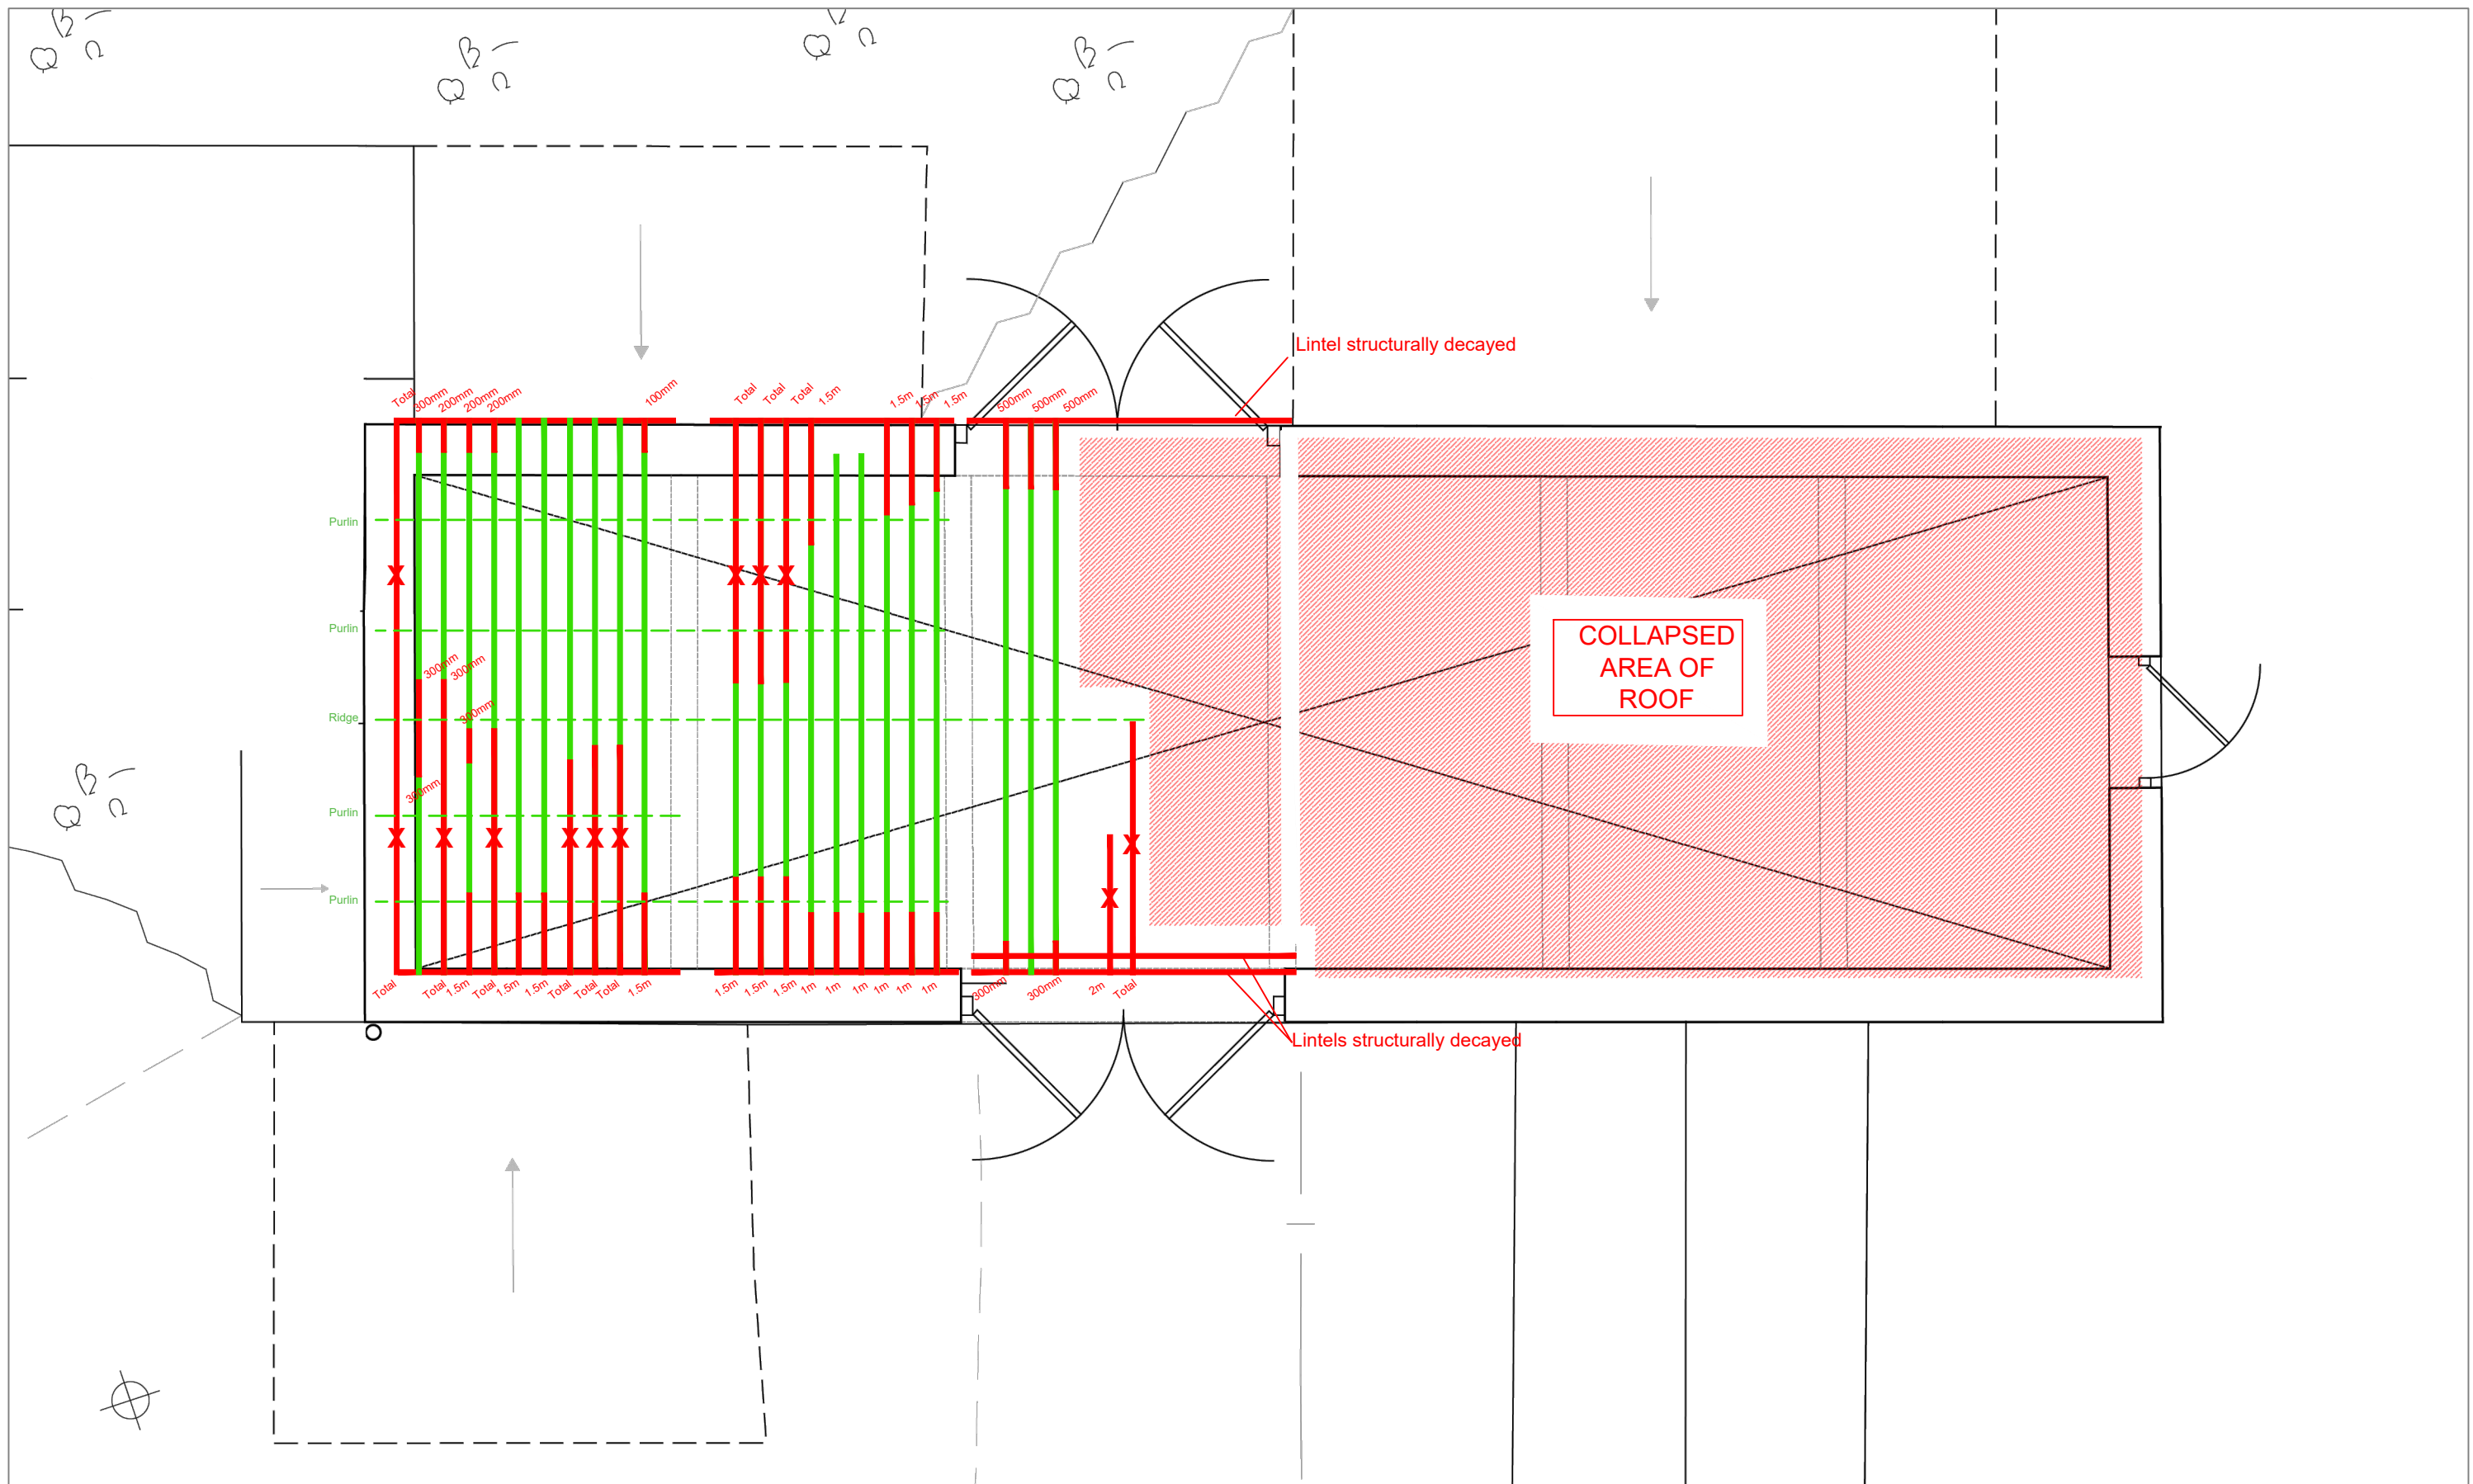 Lintel structurally decayed
Total
300mm
200mm
200mm
200mm
100mm
Total
Total
Total
1.5m
1.5m
1.5m
1.5m
500mm
500mm
500mm
Purlin
Purlin
300mm
300mm
300mm
Ridge
300mm
Purlin
Purlin
COLLAPSED
AREA OF
ROOF
Total
Total
1.5m
Total
1.5m
1.5m
Total
Total
Total
1.5m
1.5m
1.5m
1.5m
1m
1m
1m
1m
1m
1m
300mm
300mm
2m
Total
Lintels structurally decayed